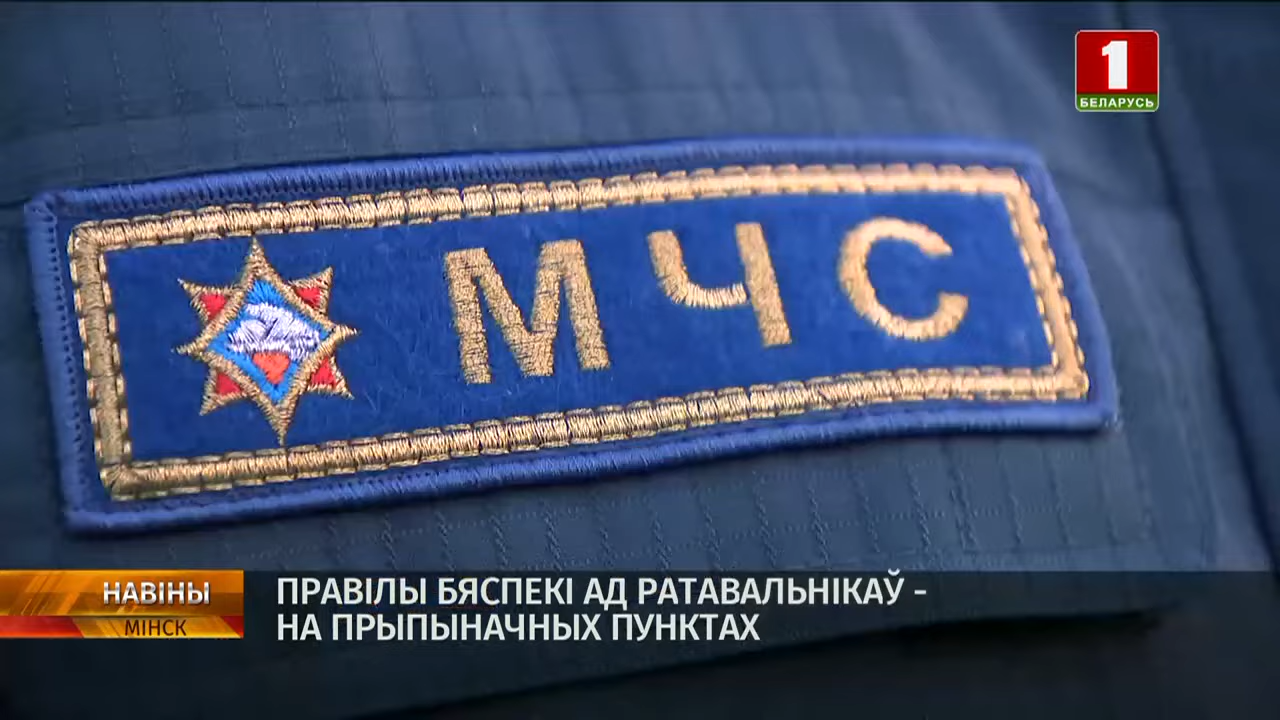 1
БЕЛАРУСЬ
МЧС
НАВІНЫ
МІНСК
ПРАВІЛЫ БЯСПЕКІ АД РАТАВАЛЬНІКАЎ -
НА ПРЫПЫНАЧНЫХ ПУНКТАХ